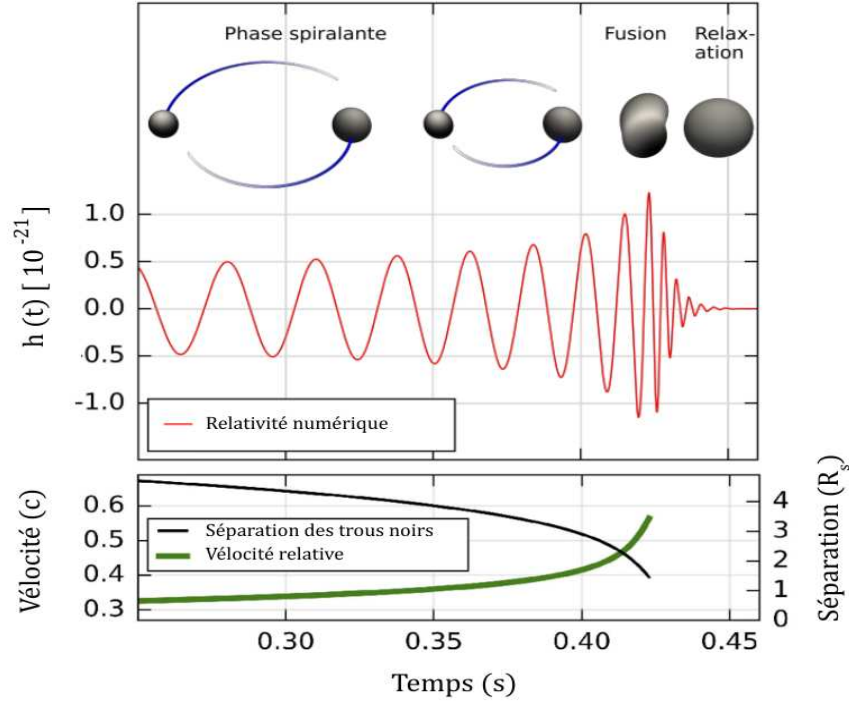 Phase spiralante
Fusion
Relax-
ation
h (t) [ 10 -21 ]
1.0
0.5
0.0
-0.5
-1.0
Relativité numérique
Vélocité (c)
0.6
0.5
0.4
0.3
Séparation des trous noirs
Vélocité relative
4
3
2
1
0
Séparation (Rs)
0.30
0.35
0.40
0.45
Temps (s)